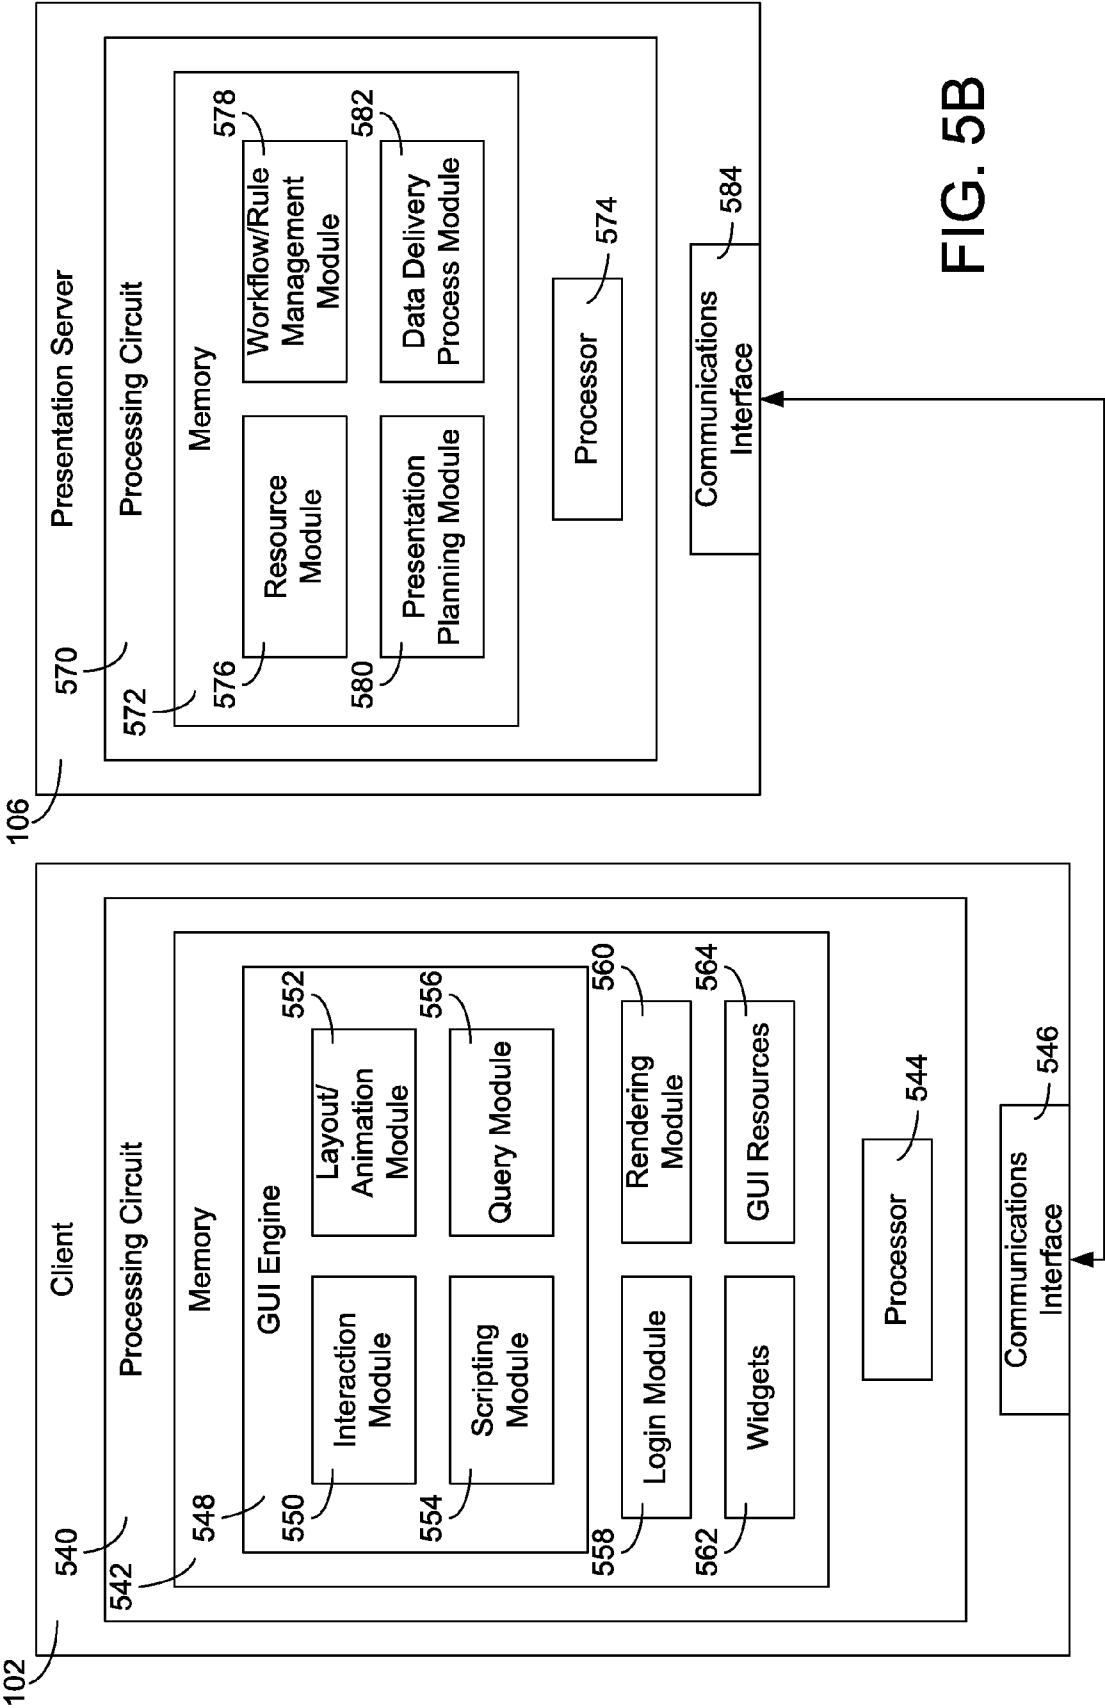 102
Client
540
Processing Circuit
542
Memory
548
GUI Engine
550
Interaction
Module
552
Layout/
Animation
Module
554
Scripting
Module
556
Query Module
558
Login Module
560
Rendering
Module
562
Widgets
564
GUI Resources
Processor
544
Communications
Interface
546
106
Presentation Server
570
Processing Circuit
572
Memory
576
Resource
Module
578
Workflow/Rule
Management
Module
580
Presentation
Planning Module
582
Data Delivery
Process Module
Processor
574
Communications
Interface
584
FIG. 5B